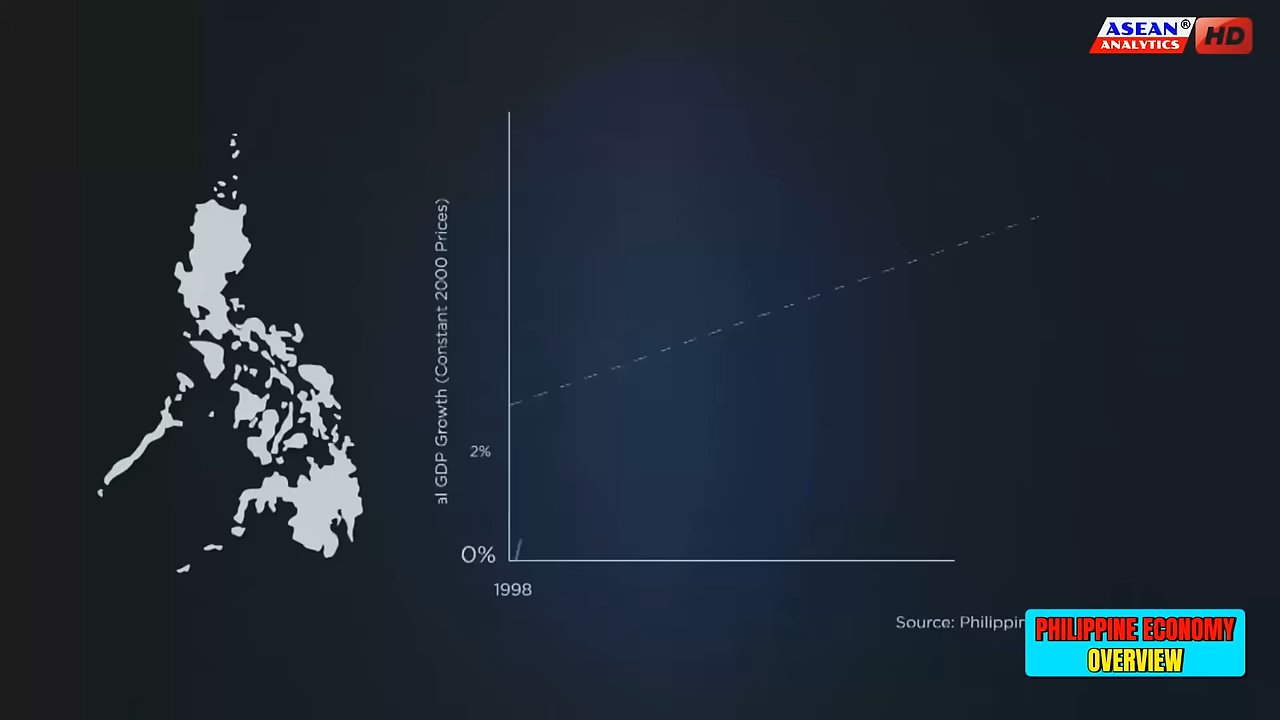 ASEAN®
ANALYTICS
HD
al GDP Growth (Constant 2000 Prices)
2%
0%
1998
Source: Philippin
PHILIPPINE ECONOMY
OVERVIEW